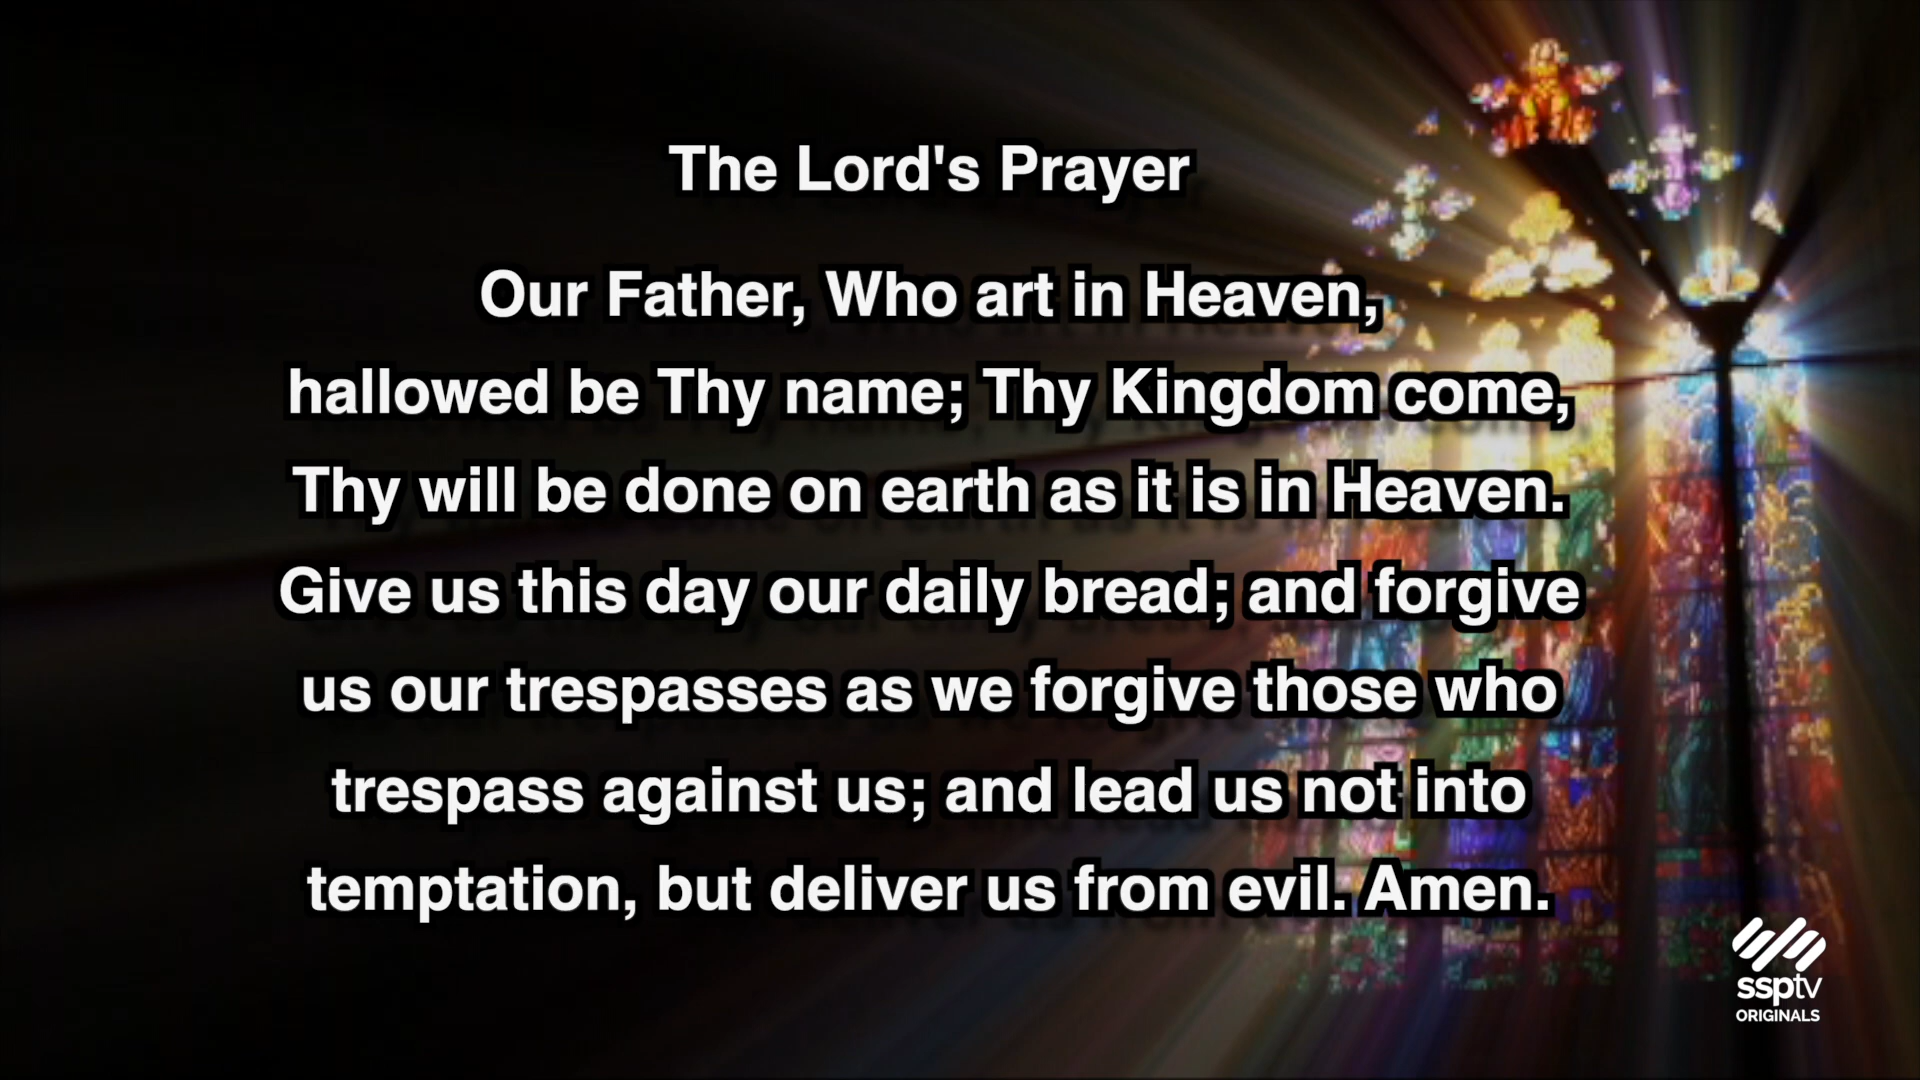 The Lord's Prayer
Our Father, Who art in Heaven,
hallowed be Thy name; Thy Kingdom come,
Thy will be done on earth as it is in Heaven.
Give us this day our daily bread; and forgive
us our trespasses as we forgive those who
trespass against us; and lead us not into
temptation, but deliver us from evil. Amen.
ssptv
ORIGINALS